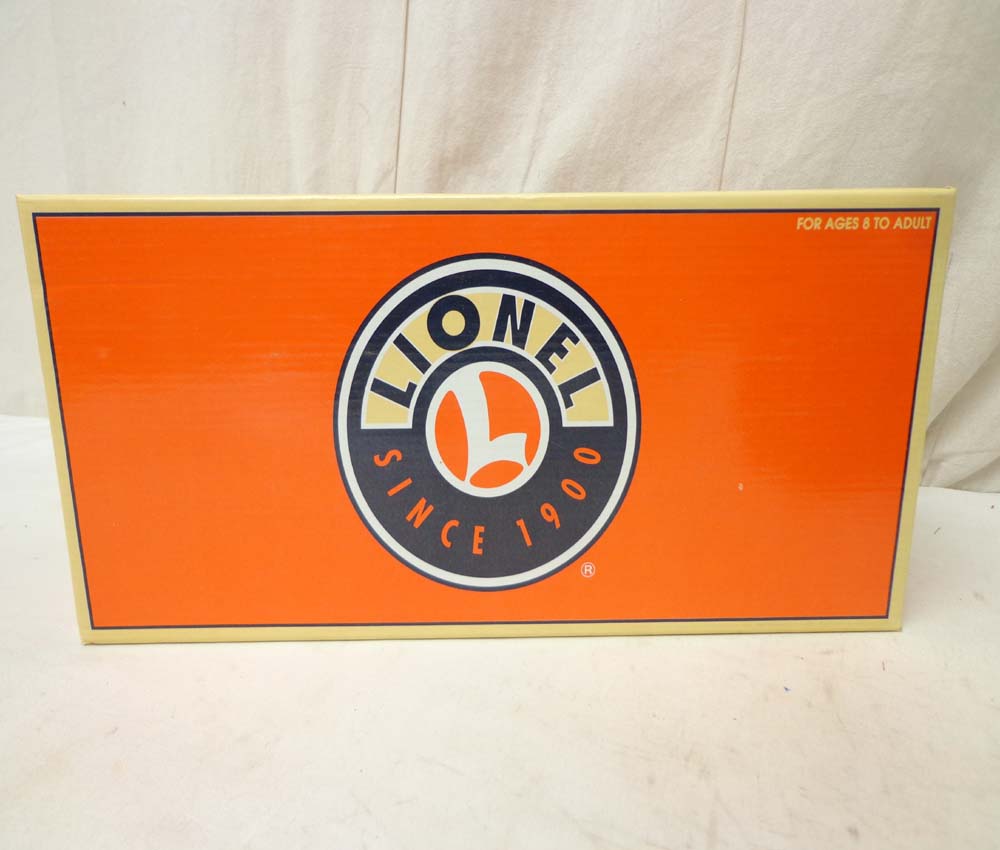 FOR AGES 8 TO ADULT
LIONEL
L
SINCE 1900
®